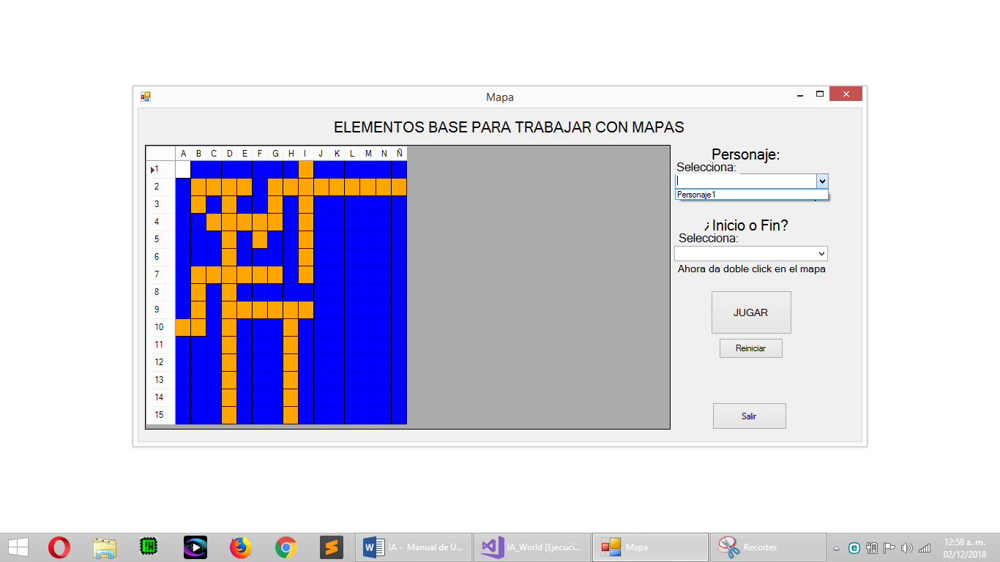 Mapa
ELEMENTOS BASE PARA TRABAJAR CON MAPAS
A B C D E F G H I J K L M N Ñ
1
2
3
4
5
6
7
8
9
10
11
12
13
14
15
Personaje:
Selecciona:
Personaje1
¿Inicio o Fin?
Selecciona:
Ahora da doble click en el mapa
JUGAR
Reiniciar
Salir
IA - Manual de U...
IA_World (Ejecuci...
Mapa
Recortes
12:58 a. m.
02/12/2018